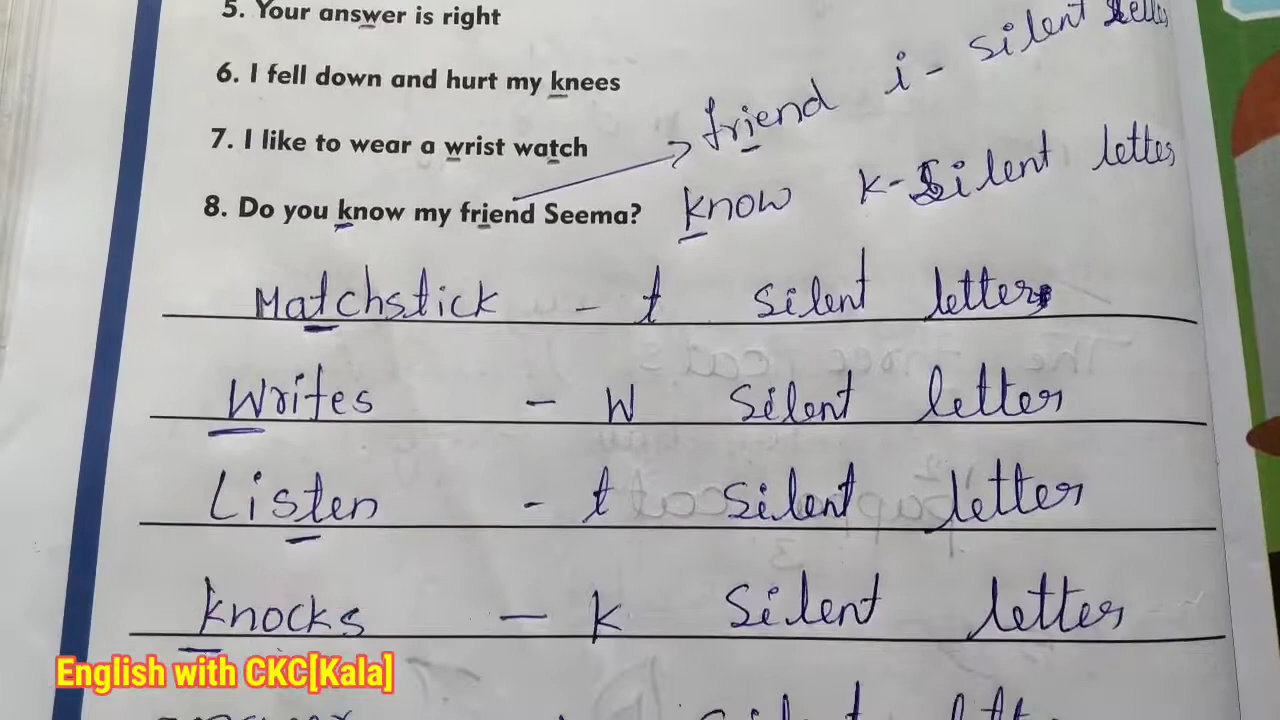 5. Your answer is right
6. I fell down and hurt my knees
7. I like to wear a wrist watch
8. Do you know my friend Seema?
friend i - silent
know k - Silent letter
Matchstick - t Silent letter
Writes - W Silent letter
Listen - t Silent letter
knocks - k Silent letter
English with CKC[Kala]